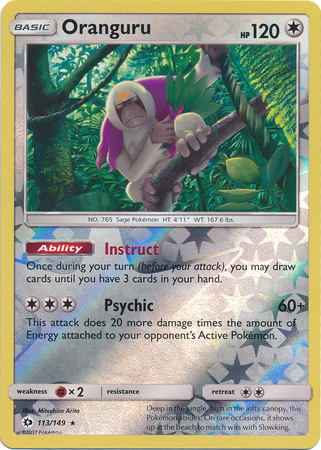 BASIC Oranguru HP 120
NO. 765 Sage Pokémon HT: 4'11" WT: 167.6 lbs.
Ability Instruct
Once during your turn (before your attack), you may draw
cards until you have 3 cards in your hand.
Psychic 60+
This attack does 20 more damage times the amount of
Energy attached to your opponent's Active Pokémon.
weakness ×2 resistance retreat
Illus. Mitsuhiro Arita
113/149 ★
©2017 Pokémon
Deep in the jungle, high in the lofty canopy, this
Pokémon abides. On rare occasions, it shows
up at the beach to match wits with Slowking.